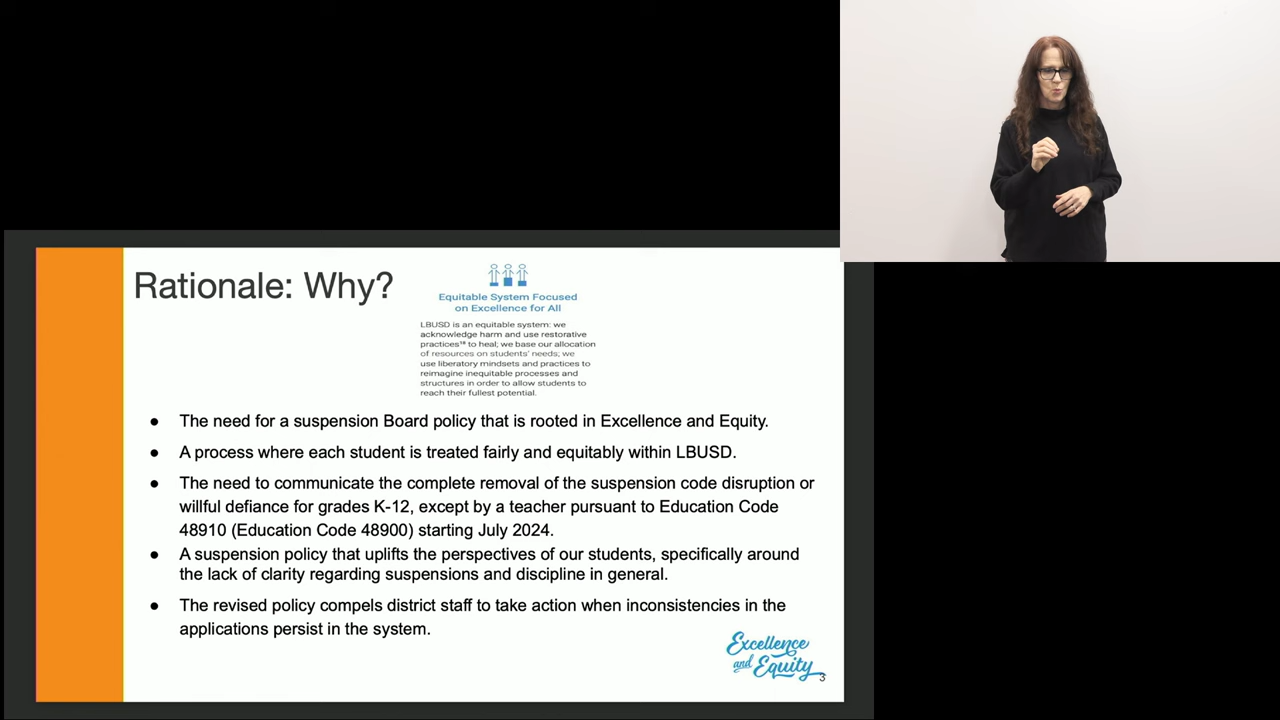 Rationale: Why?
Equitable System Focused
on Excellence for All
LBUSD is an equitable system: we
acknowledge harm and use restorative
practices¹⁸ to heal; we base our allocation
of resources on students' needs; we
use liberatory mindsets and practices to
reimagine inequitable processes and
structures in order to allow students to
reach their fullest potential.
● The need for a suspension Board policy that is rooted in Excellence and Equity.
● A process where each student is treated fairly and equitably within LBUSD.
● The need to communicate the complete removal of the suspension code disruption or
willful defiance for grades K-12, except by a teacher pursuant to Education Code
48910 (Education Code 48900) starting July 2024.
● A suspension policy that uplifts the perspectives of our students, specifically around
the lack of clarity regarding suspensions and discipline in general.
● The revised policy compels district staff to take action when inconsistencies in the
applications persist in the system.
Excellence
and Equity
3